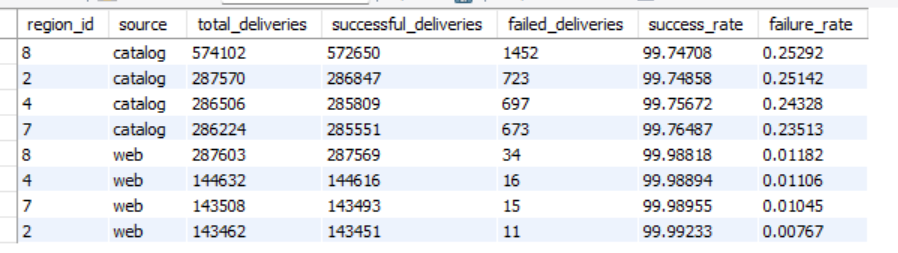 region_id source total_deliveries successful_deliveries failed_deliveries success_rate failure_rate
8 catalog 574102 572650 1452 99.74708 0.25292
2 catalog 287570 286847 723 99.74858 0.25142
4 catalog 286506 285809 697 99.75672 0.24328
7 catalog 286224 285551 673 99.76487 0.23513
8 web 287603 287569 34 99.98818 0.01182
4 web 144632 144616 16 99.98894 0.01106
7 web 143508 143493 15 99.98955 0.01045
2 web 143462 143451 11 99.99233 0.00767